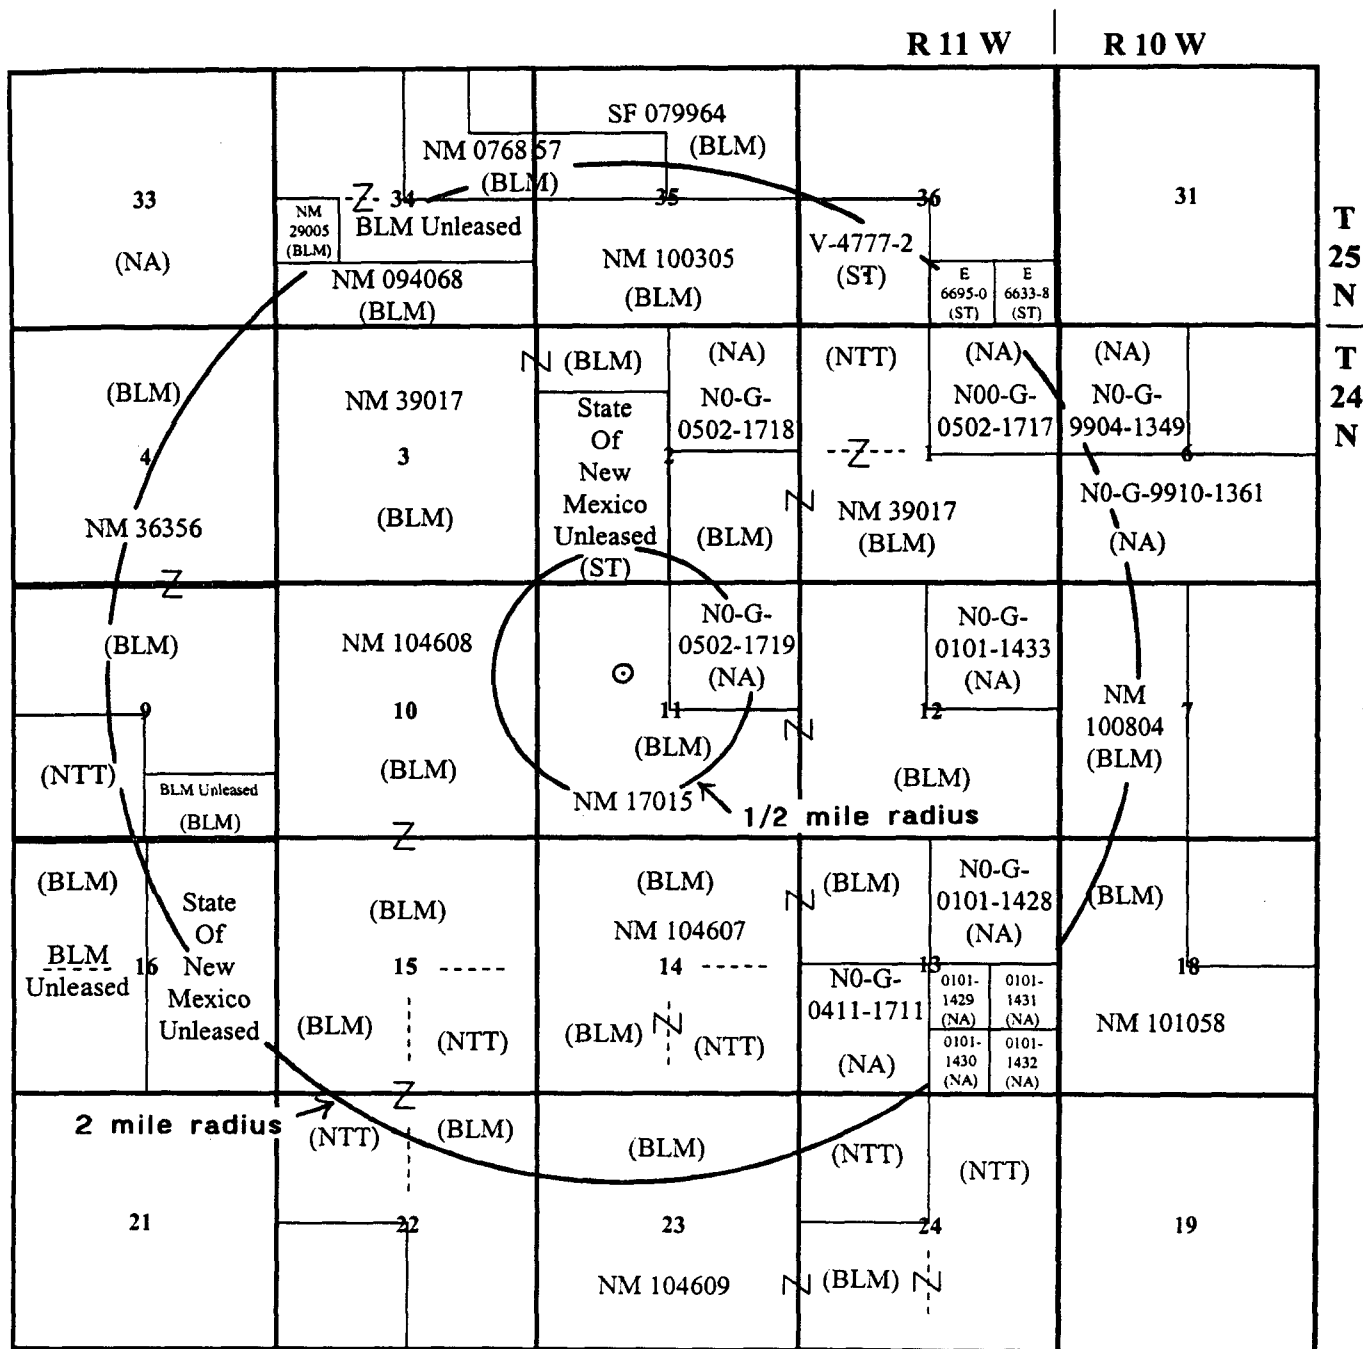 R 11 W
R 10 W
33
(NA)
NM 076857
(BLM)
34
NM
29005
(BLM)
BLM Unleased
NM 094068
(BLM)
SF 079964
(BLM)
35
NM 100305
(BLM)
36
V-4777-2
(ST)
E
6695-0
(ST)
E
6633-8
(ST)
31
T
25
N
T
24
N
(BLM)
4
NM 36356
NM 39017
3
(BLM)
(BLM)
State
Of
New
Mexico
Unleased
(ST)
(NA)
N0-G-
0502-1718
2
(BLM)
(NTT)
(NA)
N00-G-
0502-1717
1
NM 39017
(BLM)
(NA)
N0-G-
9904-1349
6
N0-G-9910-1361
(NA)
(BLM)
9
(NTT)
BLM Unleased
(BLM)
NM 104608
10
(BLM)
N0-G-
0502-1719
(NA)
11
(BLM)
NM 17015
1/2 mile radius
N0-G-
0101-1433
(NA)
12
(BLM)
NM
100804
(BLM)
7
(BLM)
BLM
Unleased
16
State
Of
New
Mexico
Unleased
(BLM)
15
(BLM)
(NTT)
(BLM)
NM 104607
14
(BLM)
(NTT)
(BLM)
N0-G-
0101-1428
(NA)
13
N0-G-
0411-1711
(NA)
0101-
1429
(NA)
0101-
1431
(NA)
0101-
1430
(NA)
0101-
1432
(NA)
(BLM)
18
NM 101058
2 mile radius
21
(NTT)
(BLM)
22
(BLM)
23
NM 104609
(NTT)
(NTT)
24
(BLM)
19